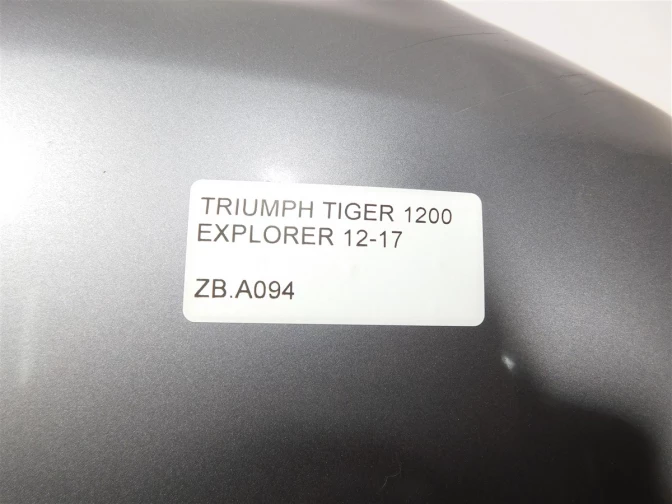 TRIUMPH TIGER 1200
EXPLORER 12-17
ZB.A094